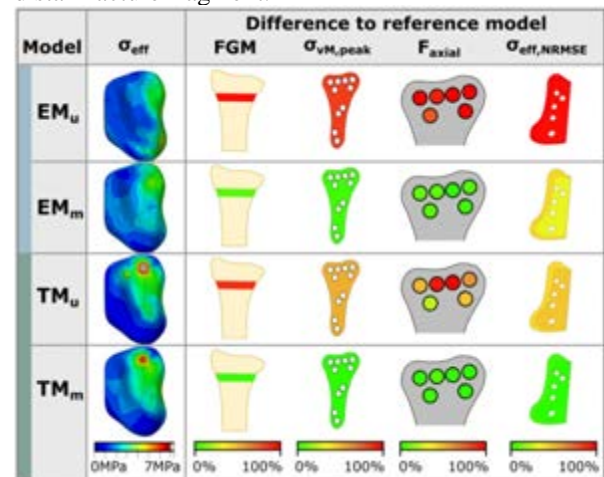 Difference to reference model
Model σeff FGM σvM,peak Faxial σeff,NRMSE
EMu
EMm
TMu
TMm
0MPa 7MPa 0% 100% 0% 100% 0% 100% 0% 100%